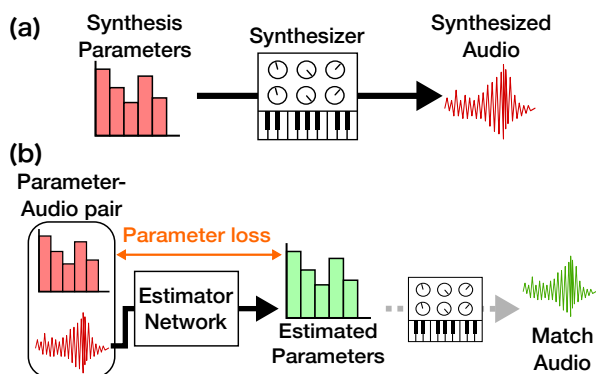 (a)
Synthesis
Parameters
Synthesizer
Synthesized
Audio
(b)
Parameter-
Audio pair
Parameter loss
Estimator
Network
Estimated
Parameters
Match
Audio